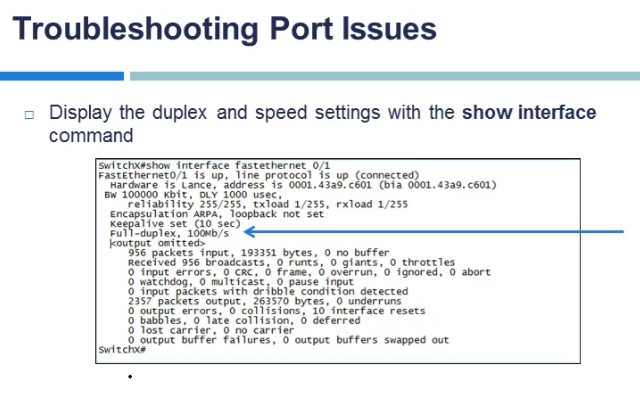 Troubleshooting Port Issues
Display the duplex and speed settings with the show interface
command
SwitchX#show interface fastethernet 0/1
FastEthernet0/1 is up, line protocol is up (connected)
Hardware is Lance, address is 0001.43a9.c601 (bia 0001.43a9.c601)
BW 100000 Kbit, DLY 1000 usec,
reliability 255/255, txload 1/255, rxload 1/255
Encapsulation ARPA, loopback not set
Keepalive set (10 sec)
Full-duplex, 100Mb/s
<output omitted>
956 packets input, 193351 bytes, 0 no buffer
Received 956 broadcasts, 0 runts, 0 giants, 0 throttles
0 input errors, 0 CRC, 0 frame, 0 overrun, 0 ignored, 0 abort
0 watchdog, 0 multicast, 0 pause input
0 input packets with dribble condition detected
2357 packets output, 263570 bytes, 0 underruns
0 output errors, 0 collisions, 10 interface resets
0 babbles, 0 late collision, 0 deferred
0 lost carrier, 0 no carrier
0 output buffer failures, 0 output buffers swapped out
SwitchX#